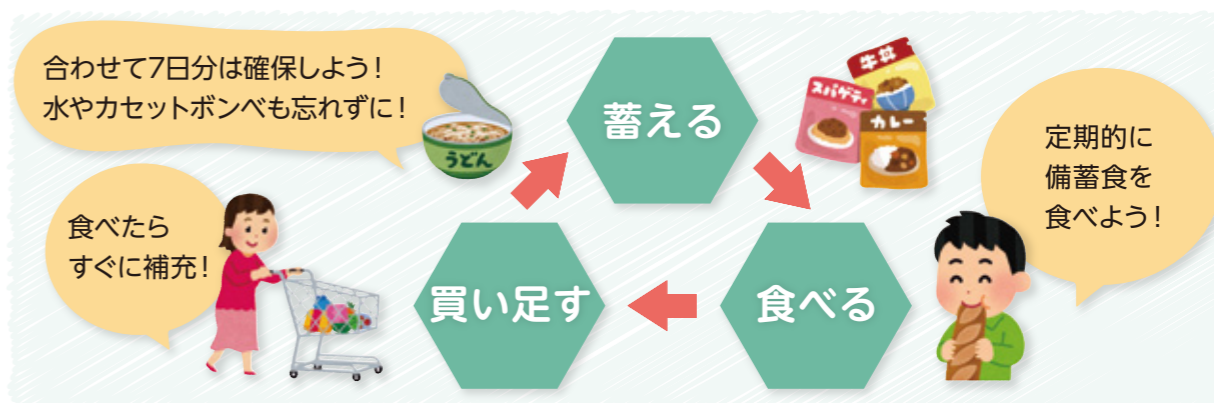 合わせて7日分は確保しよう!
水やカセットボンベも忘れずに!
うどん
蓄える
牛丼
スパゲティ
カレー
定期的に
備蓄食を
食べよう!
食べたら
すぐに補充!
買い足す
食べる